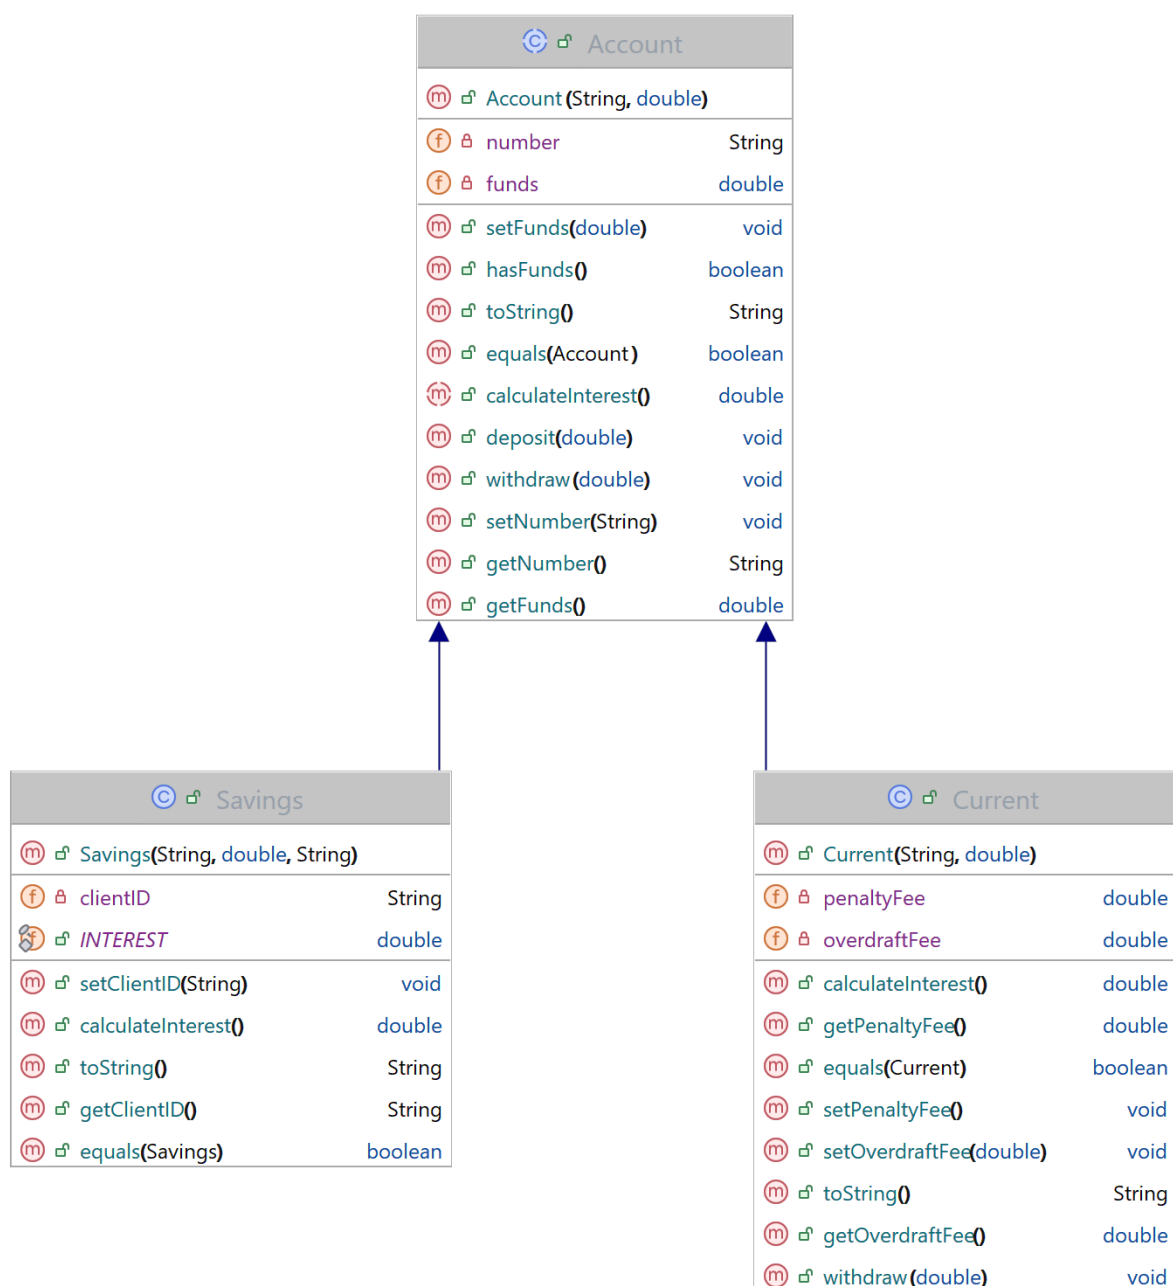 Account
Account(String, double)
number String
funds double
setFunds(double) void
hasFunds() boolean
toString() String
equals(Account) boolean
calculateInterest() double
deposit(double) void
withdraw(double) void
setNumber(String) void
getNumber() String
getFunds() double
Savings
Savings(String, double, String)
clientID String
INTEREST double
setClientID(String) void
calculateInterest() double
toString() String
getClientID() String
equals(Savings) boolean
Current
Current(String, double)
penaltyFee double
overdraftFee double
calculateInterest() double
getPenaltyFee() double
equals(Current) boolean
setPenaltyFee() void
setOverdraftFee(double) void
toString() String
getOverdraftFee() double
withdraw(double) void